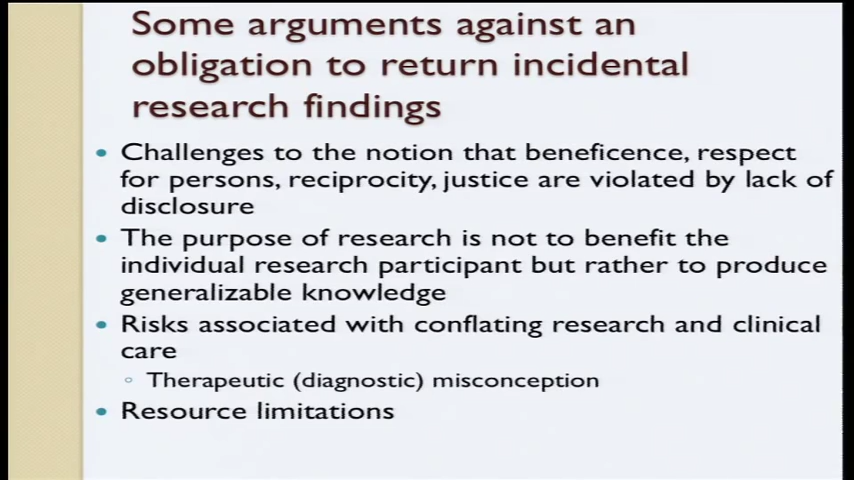 Some arguments against an
obligation to return incidental
research findings
• Challenges to the notion that beneficence, respect
for persons, reciprocity, justice are violated by lack of
disclosure
• The purpose of research is not to benefit the
individual research participant but rather to produce
generalizable knowledge
• Risks associated with conflating research and clinical
care
◦ Therapeutic (diagnostic) misconception
• Resource limitations